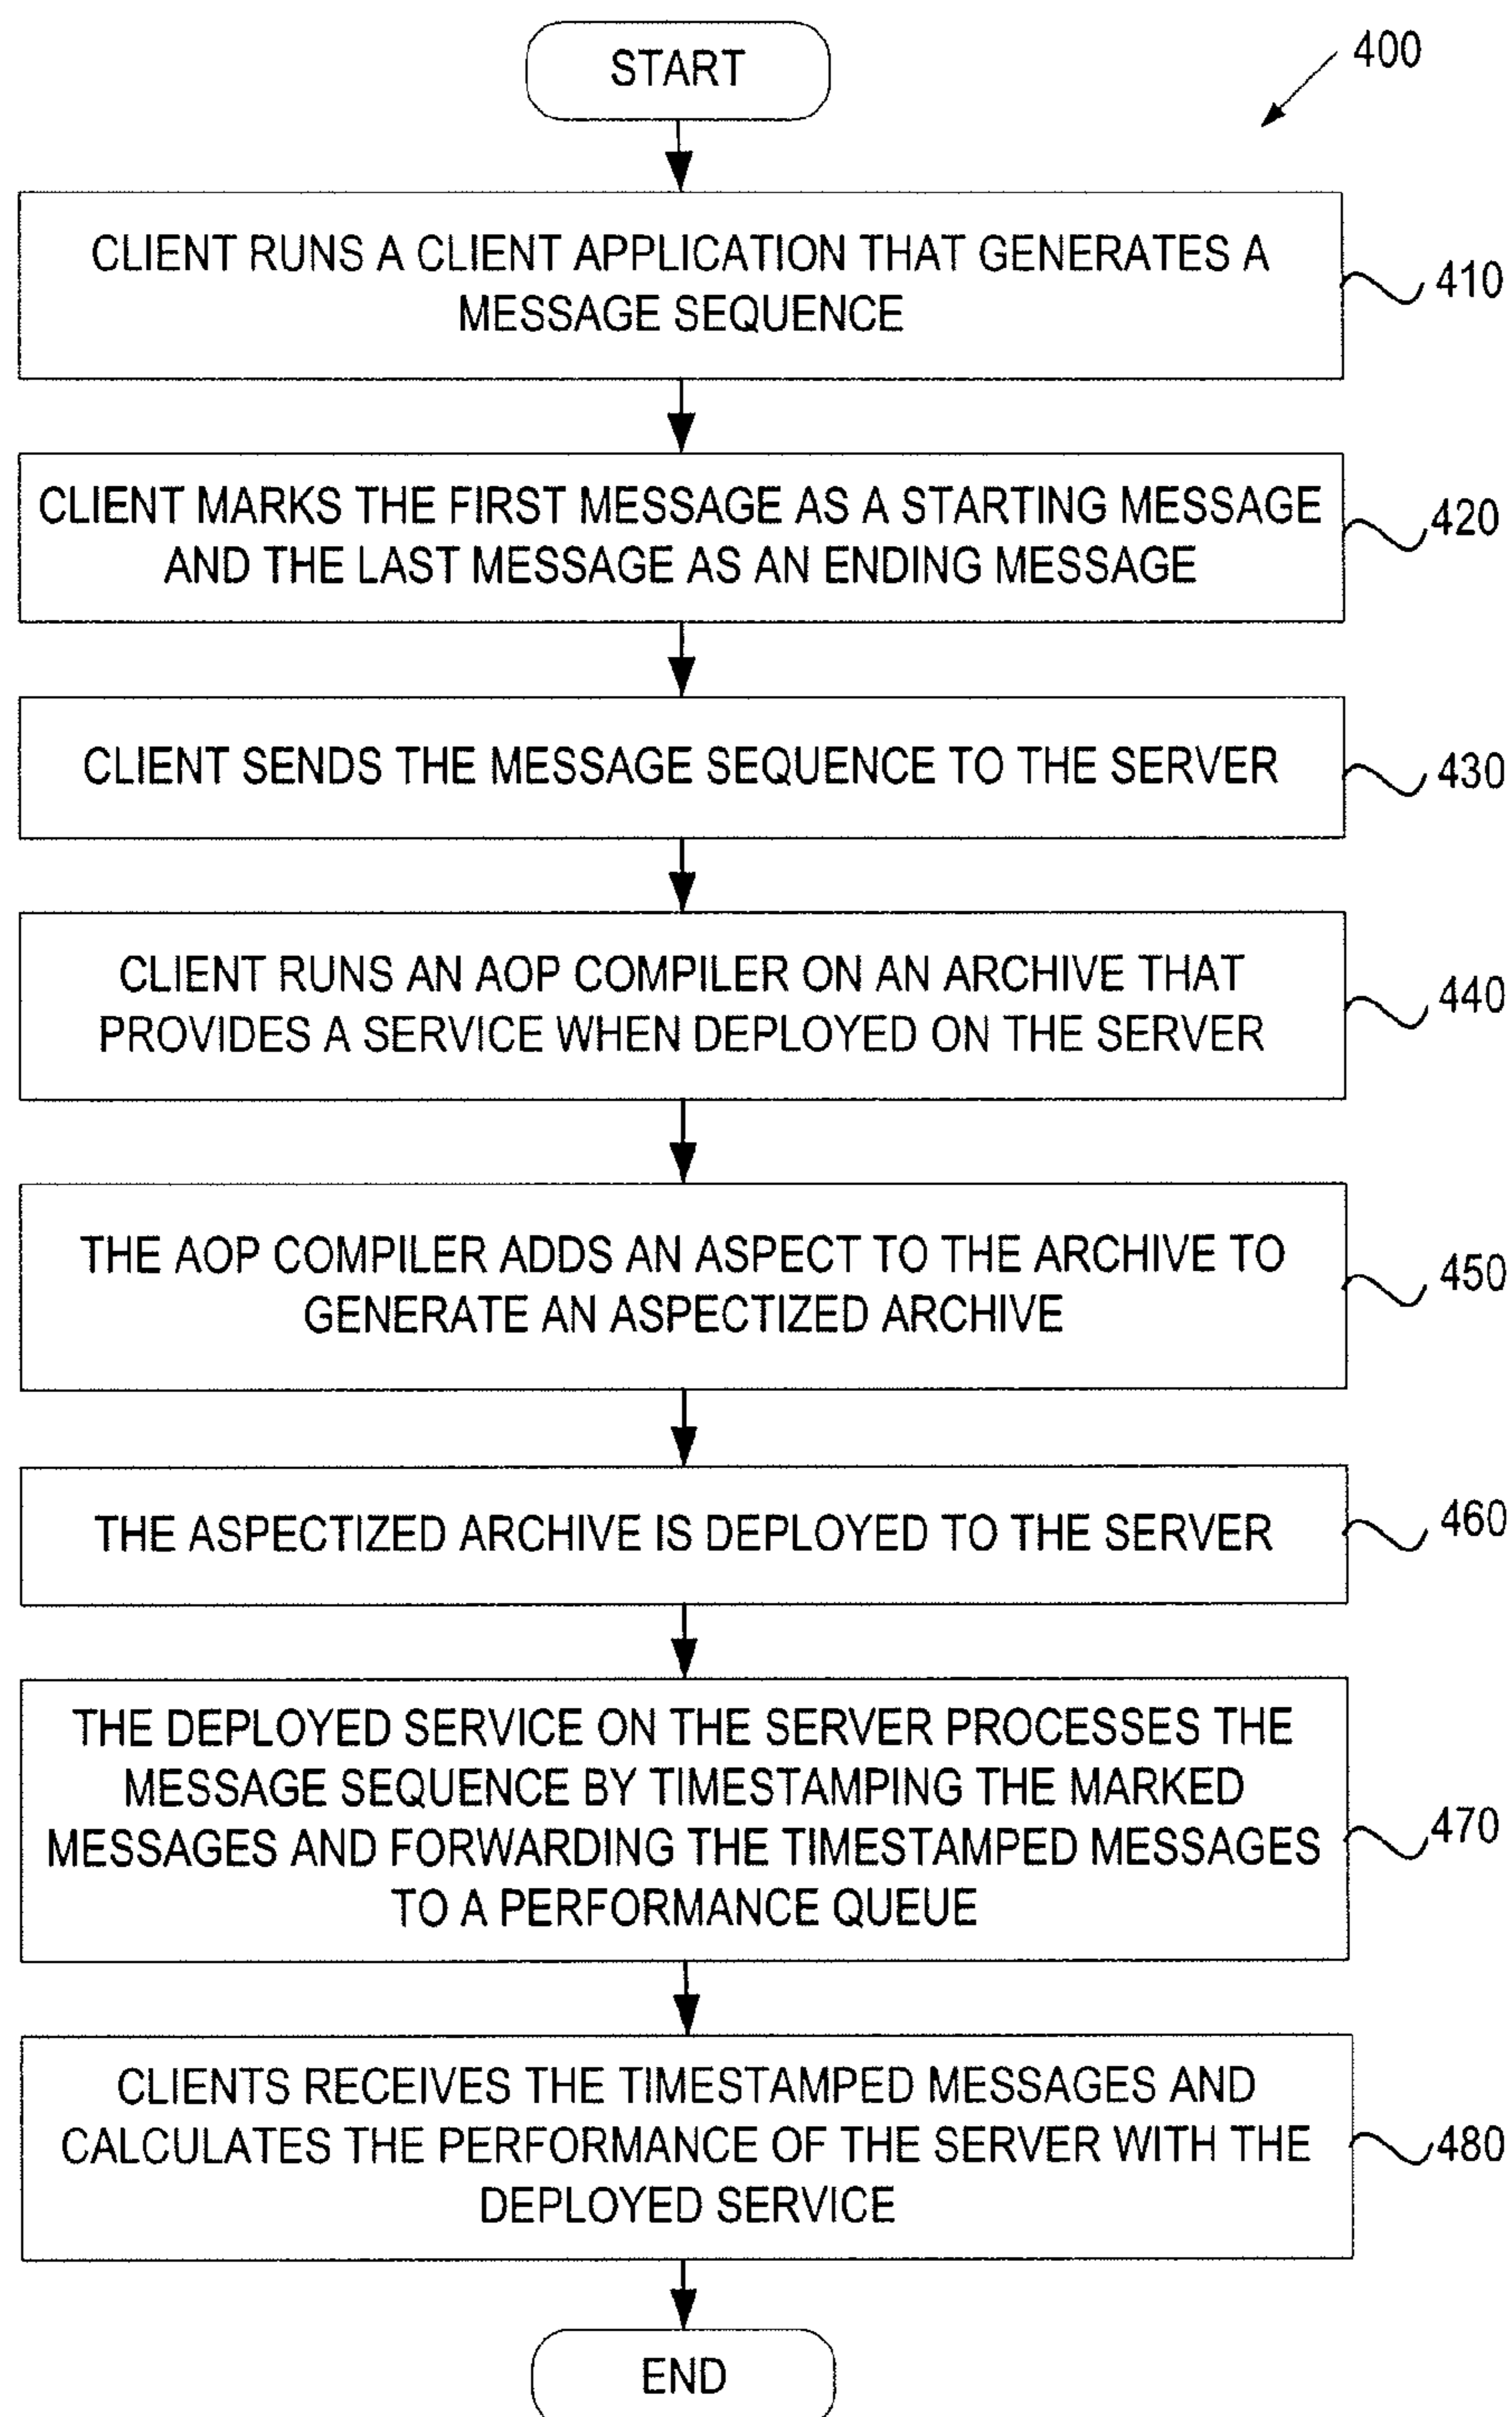 START
400
CLIENT RUNS A CLIENT APPLICATION THAT GENERATES A
MESSAGE SEQUENCE
410
CLIENT MARKS THE FIRST MESSAGE AS A STARTING MESSAGE
AND THE LAST MESSAGE AS AN ENDING MESSAGE
420
CLIENT SENDS THE MESSAGE SEQUENCE TO THE SERVER
430
CLIENT RUNS AN AOP COMPILER ON AN ARCHIVE THAT
PROVIDES A SERVICE WHEN DEPLOYED ON THE SERVER
440
THE AOP COMPILER ADDS AN ASPECT TO THE ARCHIVE TO
GENERATE AN ASPECTIZED ARCHIVE
450
THE ASPECTIZED ARCHIVE IS DEPLOYED TO THE SERVER
460
THE DEPLOYED SERVICE ON THE SERVER PROCESSES THE
MESSAGE SEQUENCE BY TIMESTAMPING THE MARKED
MESSAGES AND FORWARDING THE TIMESTAMPED MESSAGES
TO A PERFORMANCE QUEUE
470
CLIENTS RECEIVES THE TIMESTAMPED MESSAGES AND
CALCULATES THE PERFORMANCE OF THE SERVER WITH THE
DEPLOYED SERVICE
480
END